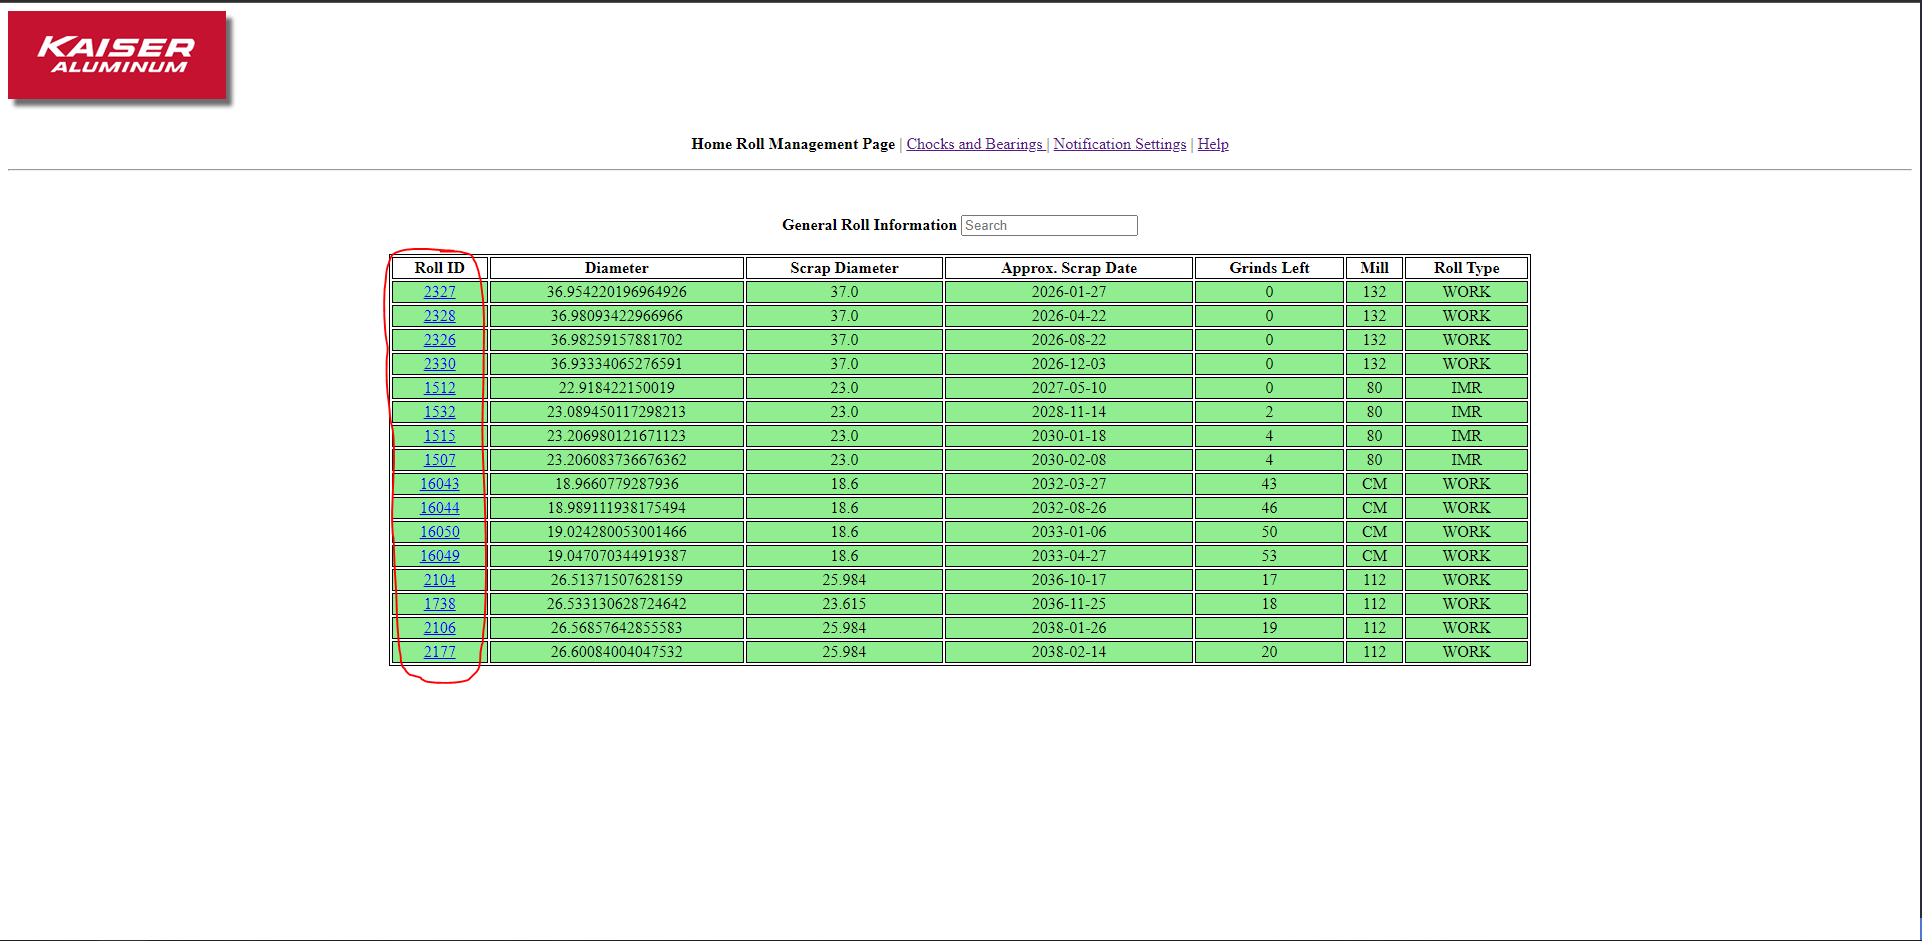 KAISER
ALUMINUM
Home Roll Management Page | Chocks and Bearings | Notification Settings | Help
General Roll Information Search
Roll ID Diameter Scrap Diameter Approx. Scrap Date Grinds Left Mill Roll Type
2327 36.954220196964926 37.0 2026-01-27 0 132 WORK
2328 36.98093422966966 37.0 2026-04-22 0 132 WORK
2326 36.98259157881702 37.0 2026-08-22 0 132 WORK
2330 36.93334065276591 37.0 2026-12-03 0 132 WORK
1512 22.918422150019 23.0 2027-05-10 0 80 IMR
1532 23.089450117298213 23.0 2028-11-14 2 80 IMR
1515 23.206980121671123 23.0 2030-01-18 4 80 IMR
1507 23.206083736676362 23.0 2030-02-08 4 80 IMR
16043 18.9660779287936 18.6 2032-03-27 43 CM WORK
16044 18.989111938175494 18.6 2032-08-26 46 CM WORK
16050 19.024280053001466 18.6 2033-01-06 50 CM WORK
16049 19.047070344919387 18.6 2033-04-27 53 CM WORK
2104 26.51371507628159 25.984 2036-10-17 17 112 WORK
1738 26.533130628724642 23.615 2036-11-25 18 112 WORK
2106 26.56857642855583 25.984 2038-01-26 19 112 WORK
2177 26.60084004047532 25.984 2038-02-14 20 112 WORK